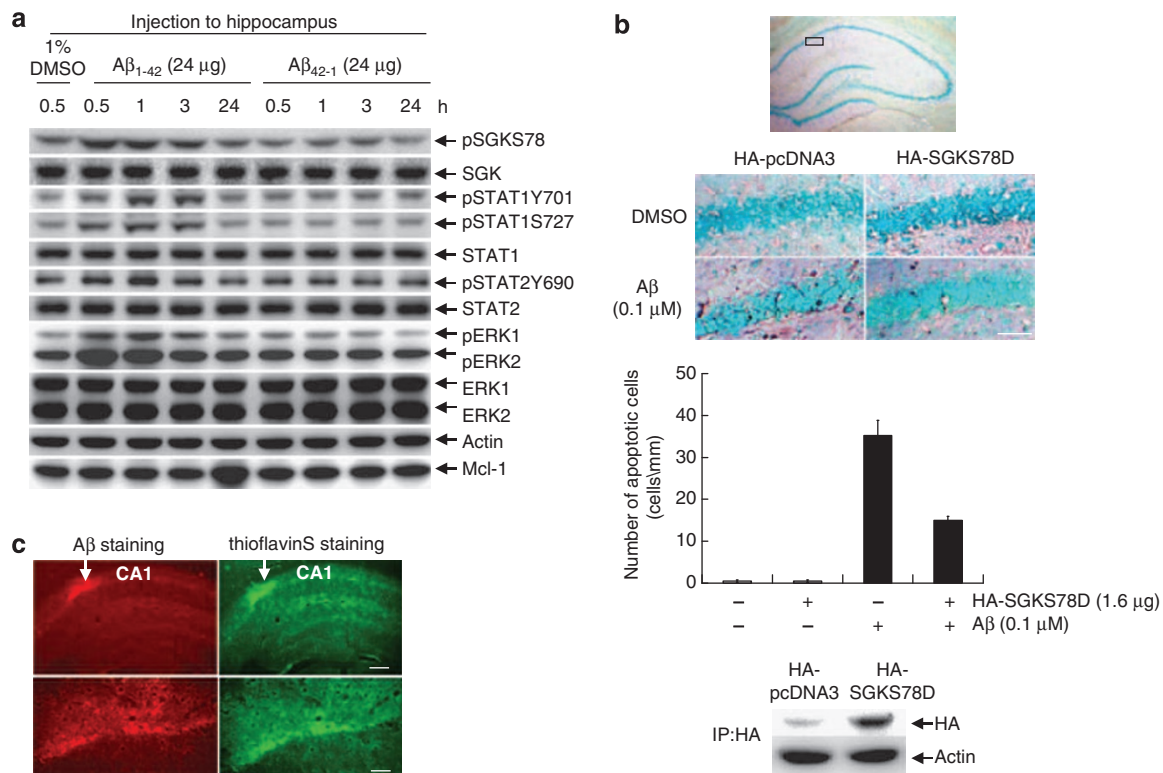 a
Injection to hippocampus
1%
DMSO
Aβ1-42 (24 μg)
Aβ42-1 (24 μg)
0.5 0.5 1 3 24 0.5 1 3 24 h
pSGKS78
SGK
pSTAT1Y701
pSTAT1S727
STAT1
pSTAT2Y690
STAT2
pERK1
pERK2
ERK1
ERK2
Actin
Mcl-1
b
HA-pcDNA3 HA-SGKS78D
DMSO
Aβ
(0.1 μM)
Number of apoptotic cells
(cells\mm)
50
40
30
20
10
0
– + – + HA-SGKS78D (1.6 μg)
– – + + Aβ (0.1 μM)
HA-
pcDNA3
HA-
SGKS78D
IP:HA
HA
Actin
c
Aβ staining thioflavinS staining
CA1 CA1